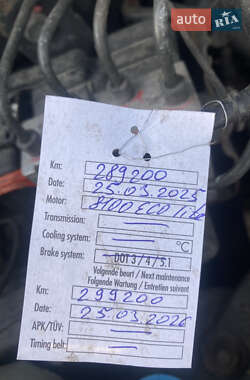 auto
RIA
Km: 289200
Date: 25.03.2025
Motor: 8100 ECO lite
Transmission: —
Cooling system: — °C
Brake system: DOT 3 / 4 / 5.1
Volgende beurt / Next maintenance
Folgende Wartung / Entretien suivant
Km: 299200
Date: 25.03.2026
APK/TÜV: —
Timing belt: —